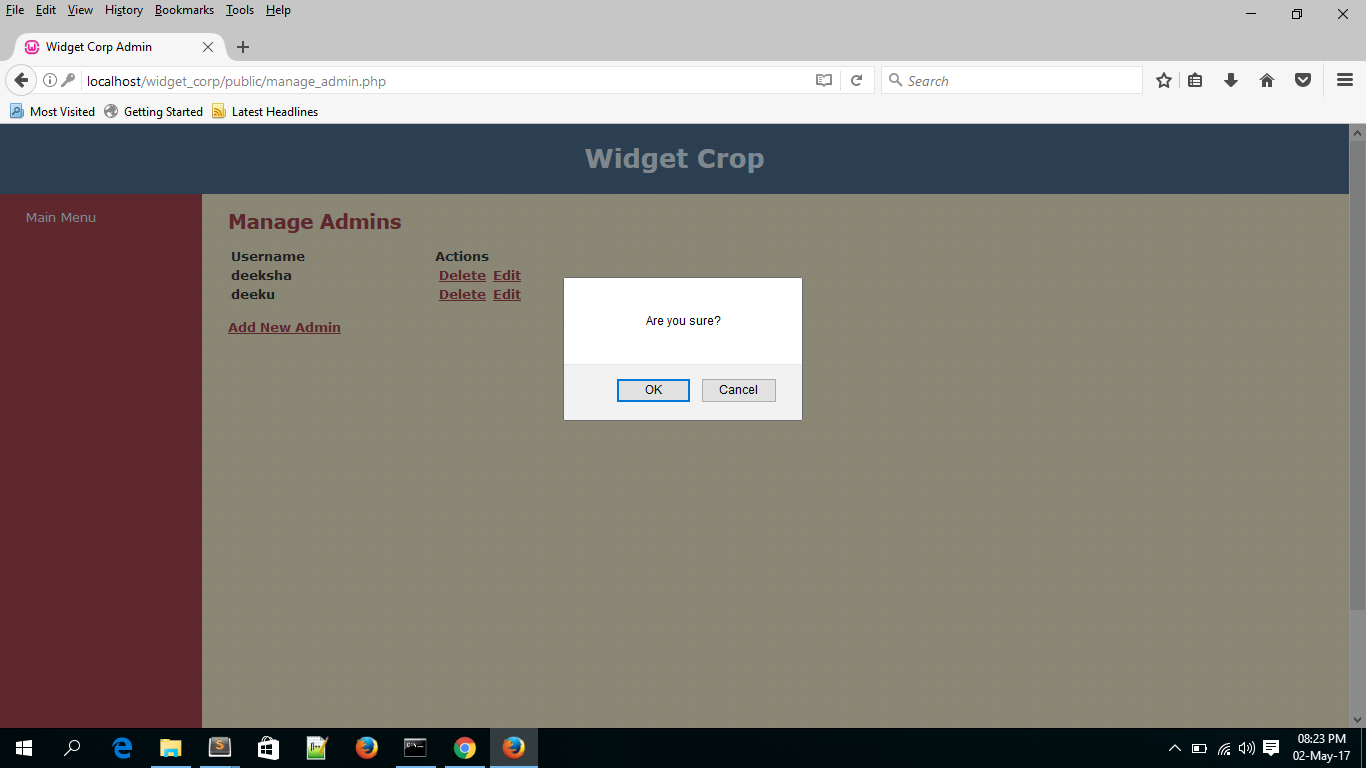 File Edit View History Bookmarks Tools Help
Widget Corp Admin
localhost/widget_corp/public/manage_admin.php
Search
Most Visited Getting Started Latest Headlines
Widget Crop
Main Menu
Manage Admins
Username Actions
deeksha Delete Edit
deeku Delete Edit
Add New Admin
Are you sure?
OK Cancel
08:23 PM
02-May-17